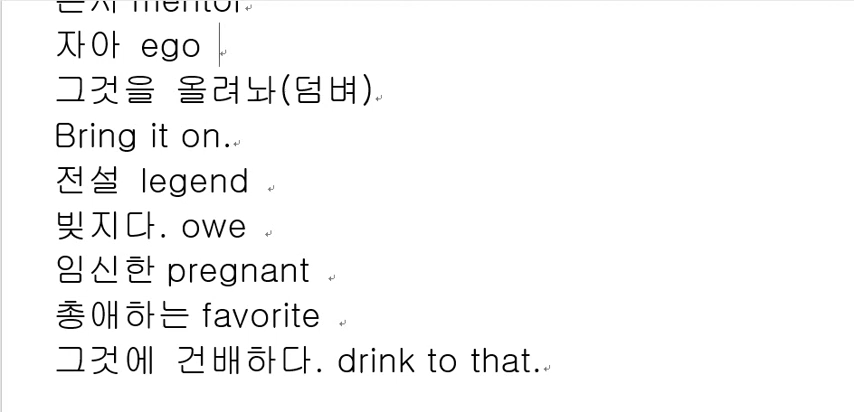 자아 ego
그것을 올려놔(덤벼)
Bring it on.
전설 legend
빚지다. owe
임신한 pregnant
총애하는 favorite
그것에 건배하다. drink to that.